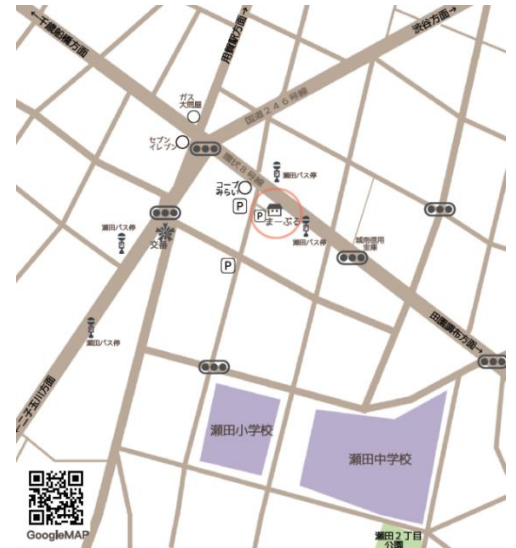 ←千歳船橋方面
用賀駅方面→
渋谷方面→
ガス
大問屋
国道246号線
セブン
イレブン
環状8号線
瀬田バス停
コープ
みらい
P
P
まーぶる
瀬田バス停
城南信用
金庫
瀬田バス停
交番
P
瀬田バス停
田園調布方面→
二子玉川方面
瀬田小学校
瀬田中学校
GoogleMAP
瀬田2丁目
公園